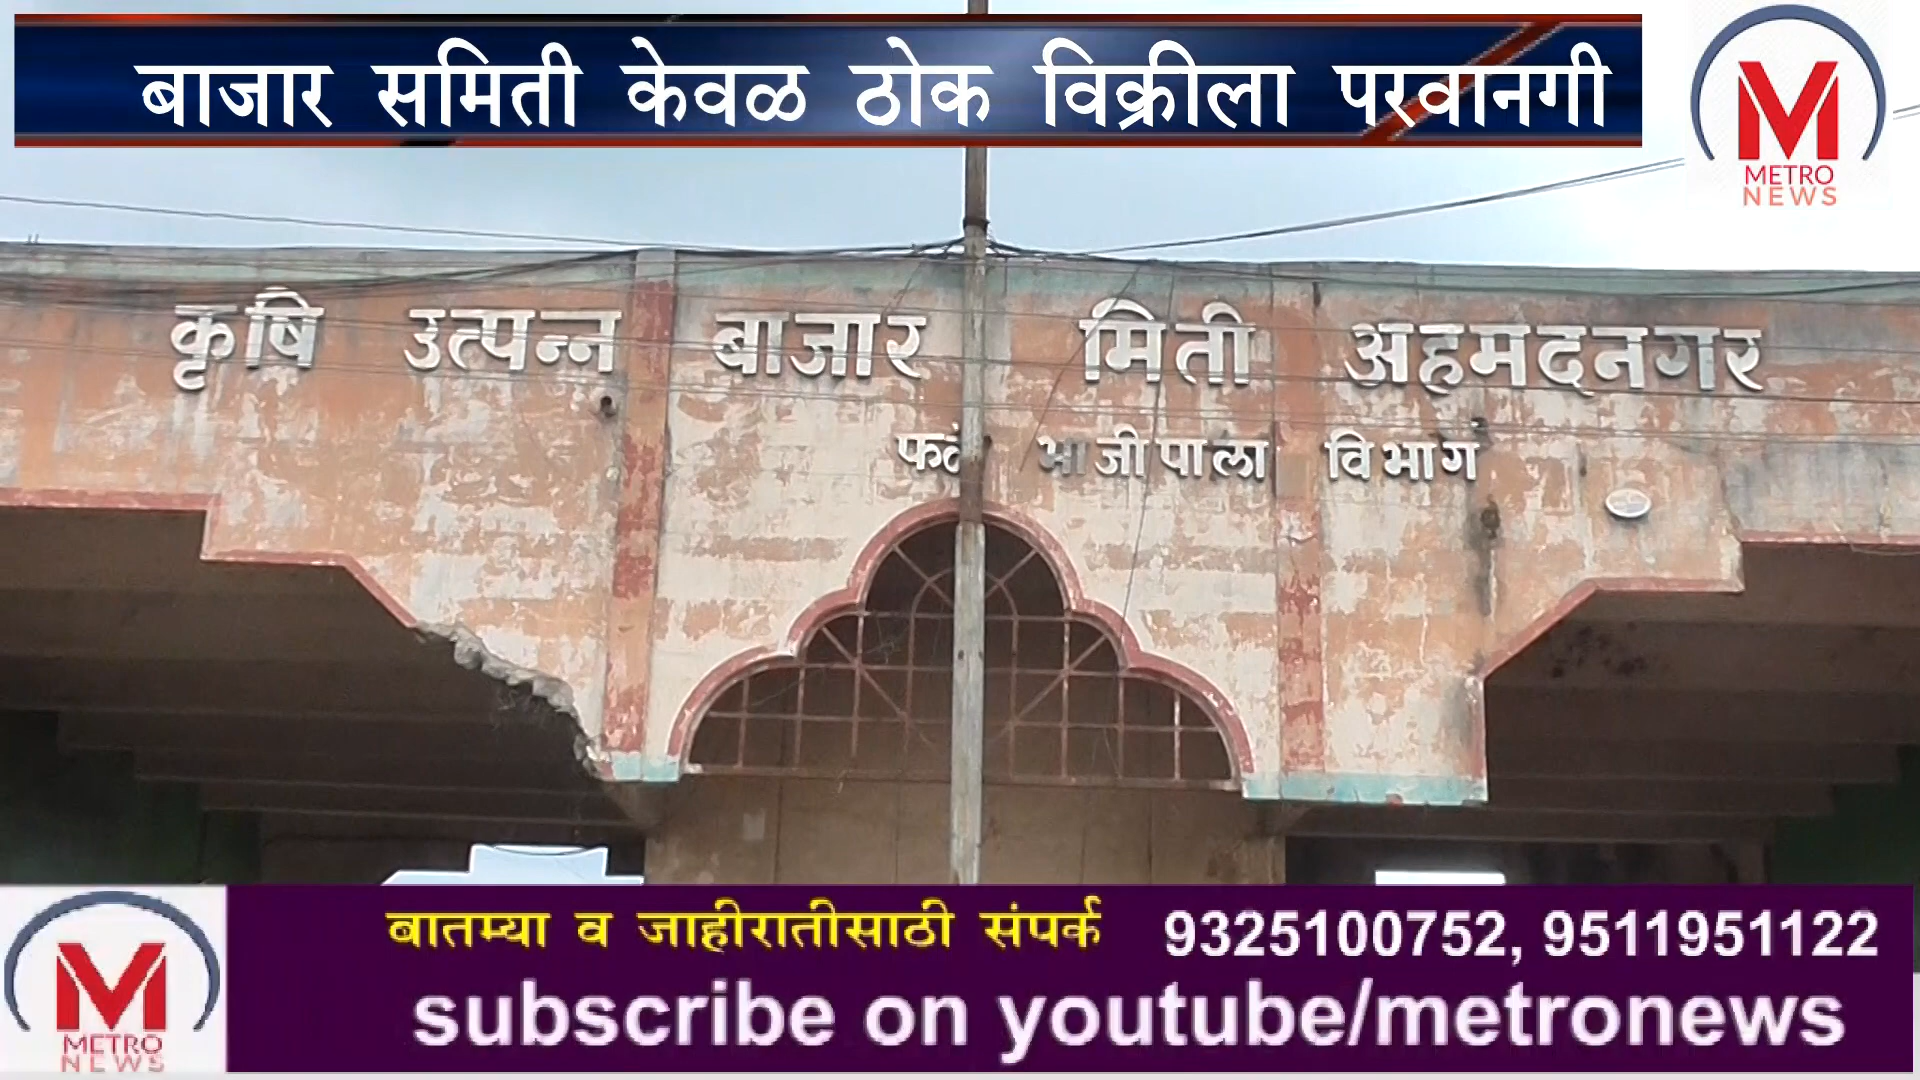 बाजार समिती केवळ ठोक विक्रीला परवानगी
METRO
NEWS
कृषि उत्पन्न बाजार मिती अहमदनगर
भाजीपाला विभाग
बातम्या व जाहीरातीसाठी संपर्क 9325100752, 9511951122
subscribe on youtube/metronews
METRO
NEWS